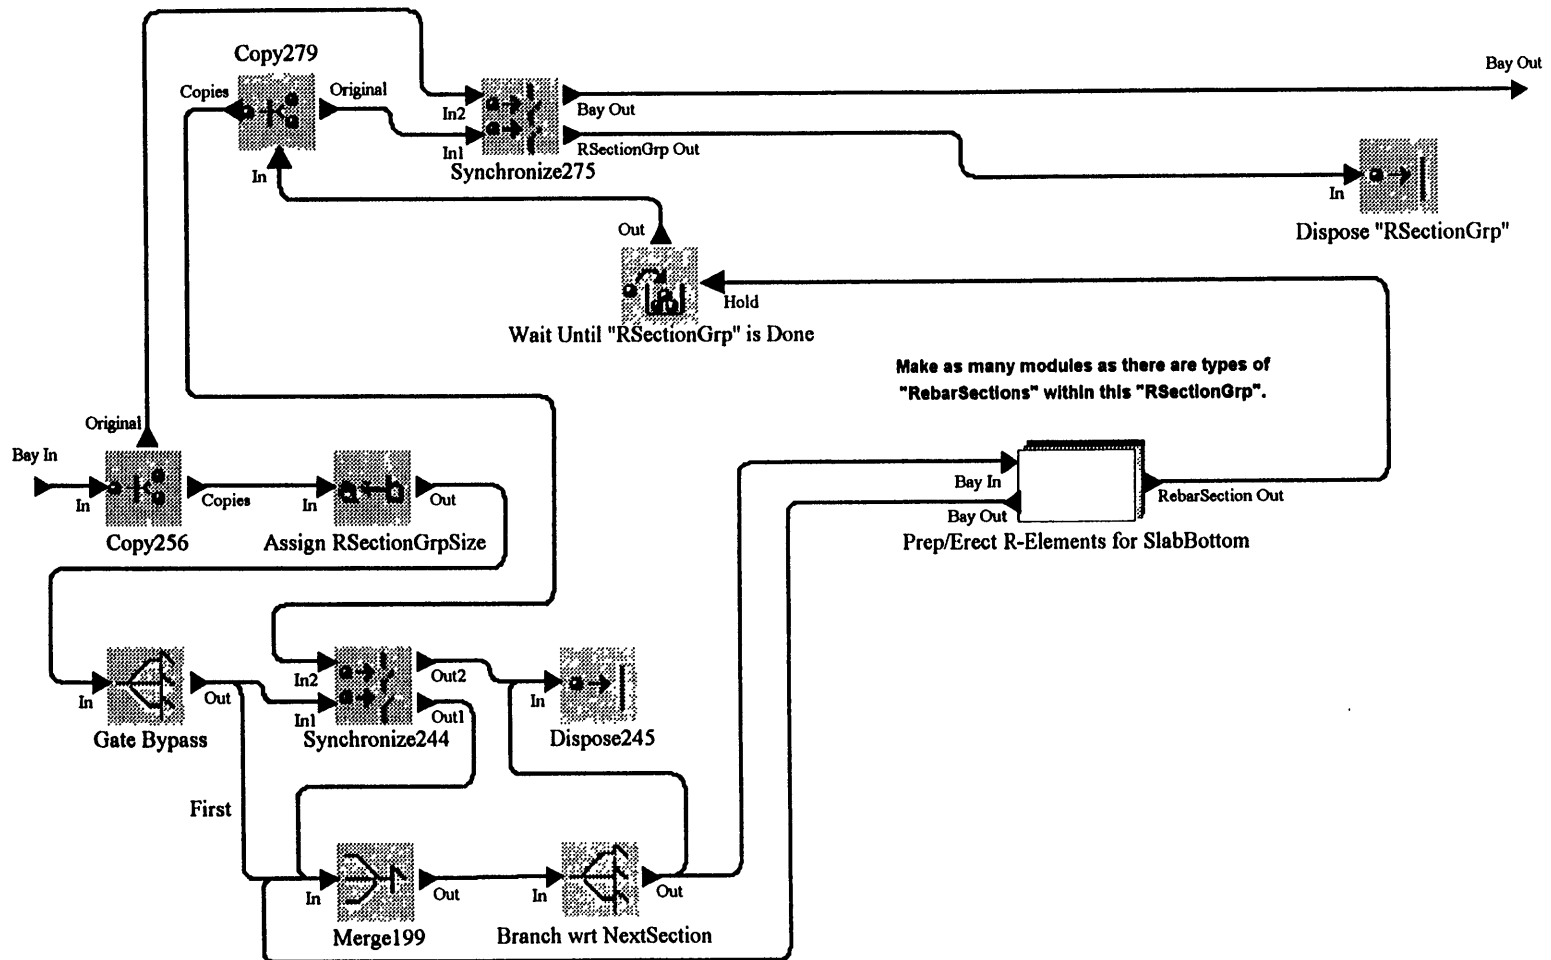 Copy279
Copies
Original
In
In2
In1
Bay Out
RSectionGrp Out
Synchronize275
Bay Out
In
Dispose "RSectionGrp"
Out
Hold
Wait Until "RSectionGrp" is Done
Make as many modules as there are types of
"RebarSections" within this "RSectionGrp".
Bay In
Original
In
Copies
Copy256
In
a b
Out
Assign RSectionGrpSize
Bay In
Bay Out
RebarSection Out
Prep/Erect R-Elements for SlabBottom
In
Out
Gate Bypass
In2
In1
Out2
Out1
Synchronize244
In
Dispose245
First
In
Out
Merge199
In
Out
Branch wrt NextSection